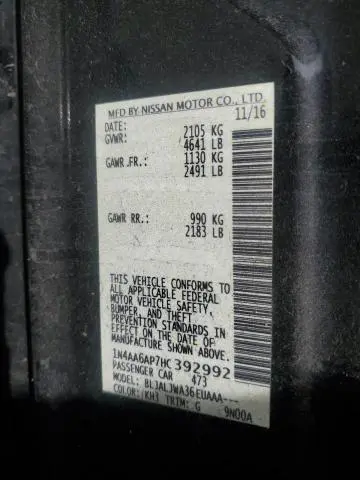 MFD BY NISSAN MOTOR CO., LTD
DATE: 11/16
GVWR: 2105 KG
4641 LB
GAWR .FR.: 1130 KG
2491 LB
GAWR RR.: 990 KG
2183 LB
THIS VEHICLE CONFORMS TO
ALL APPLICABLE FEDERAL
MOTOR VEHICLE SAFETY,
BUMPER, AND THEFT
PREVENTION STANDARDS
IN EFFECT ON THE DATE OF
MANUFACTURE SHOWN ABOVE.
1N4AA6AP7HC392992
PASSENGER CAR 473
MODEL: BLJALJWA36EUAAA---
COLOR: KH3 TRIM: G 9N00A